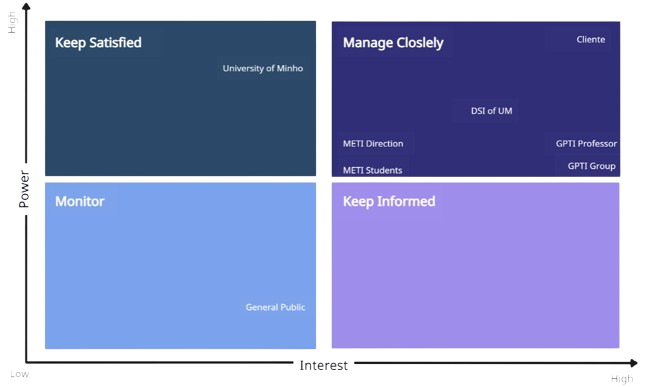 High
Keep Satisfied
Manage Closlely
Cliente
University of Minho
DSI of UM
METI Direction
GPTI Professor
METI Students
GPTI Group
Power
Monitor
Keep Informed
General Public
Low
Interest
High